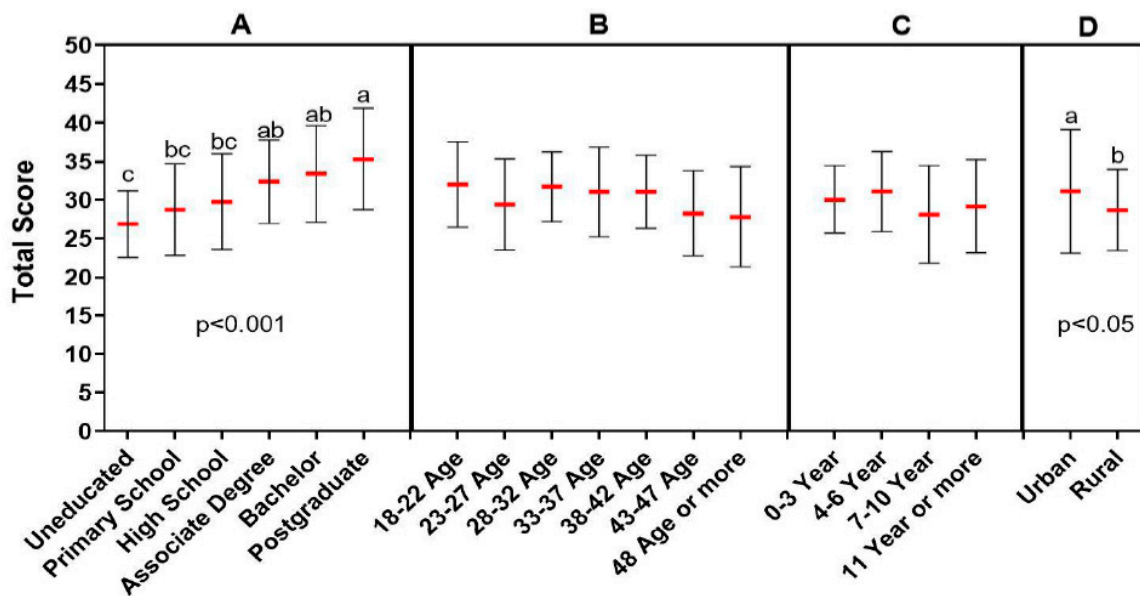 A B C D
Total Score
50
45
40
35
30
25
20
15
10
5
0
c
bc
bc
ab
ab
a
p<0.001
a
b
p<0.05
Uneducated
Primary School
High School
Associate Degree
Bachelor
Postgraduate
18-22 Age
23-27 Age
28-32 Age
33-37 Age
38-42 Age
43-47 Age
48 Age or more
0-3 Year
4-6 Year
7-10 Year
11 Year or more
Urban
Rural